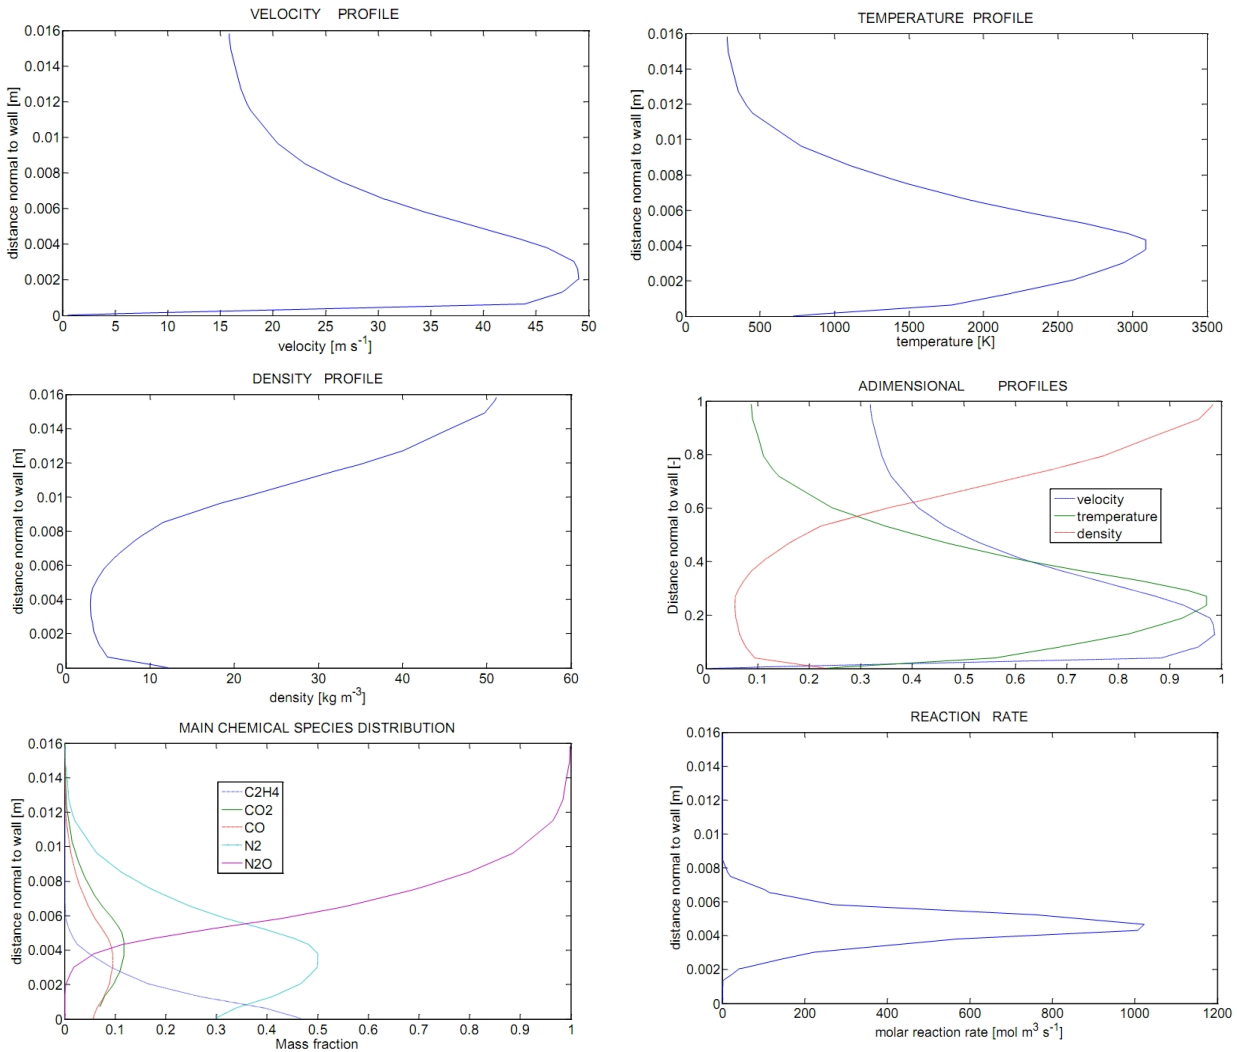 VELOCITY PROFILE
0.016
0.014
0.012
0.01
0.008
0.006
0.004
0.002
0
distance normal to wall [m]
0 5 10 15 20 25 30 35 40 45 50
velocity [m s-1]
TEMPERATURE PROFILE
0.016
0.014
0.012
0.01
0.008
0.006
0.004
0.002
0
distance normal to wall [m]
0 500 1000 1500 2000 2500 3000 3500
temperature [K]
DENSITY PROFILE
0.016
0.014
0.012
0.01
0.008
0.006
0.004
0.002
0
distance normal to wall [m]
0 10 20 30 40 50 60
density [kg m-3]
ADIMENSIONAL PROFILES
1
0.8
0.6
0.4
0.2
0
Distance normal to wall [-]
velocity
tremperature
density
0 0.1 0.2 0.3 0.4 0.5 0.6 0.7 0.8 0.9 1
MAIN CHEMICAL SPECIES DISTRIBUTION
0.016
0.014
0.012
0.01
0.008
0.006
0.004
0.002
0
distance normal to wall [m]
C2H4
CO2
CO
N2
N2O
0 0.1 0.2 0.3 0.4 0.5 0.6 0.7 0.8 0.9 1
Mass fraction
REACTION RATE
0.016
0.014
0.012
0.01
0.008
0.006
0.004
0.002
0
distance normal to wall [m]
0 200 400 600 800 1000 1200
molar reaction rate [mol m3 s-1]